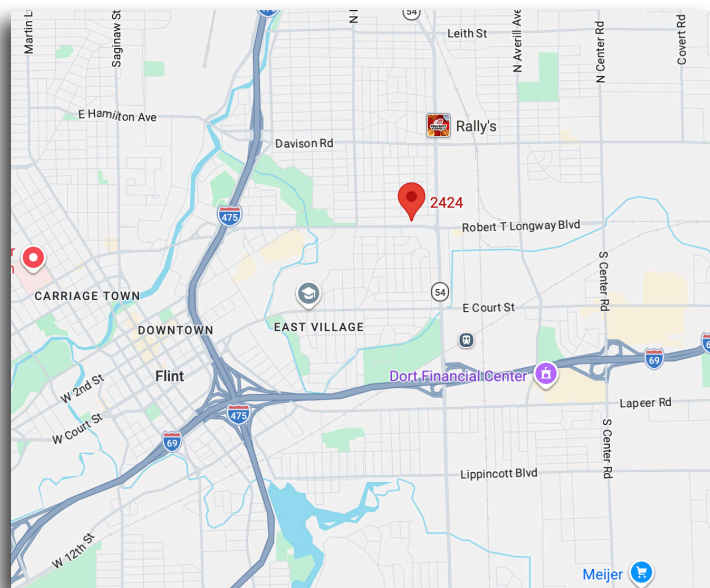 54
Martin L
Saginaw St
N Averill Ave
N Center Rd
Covert Rd
Leith St
E Hamilton Ave
Rally's
Davison Rd
2424
475
Robert T Longway Blvd
S Center Rd
54
CARRIAGE TOWN
E Court St
DOWNTOWN
EAST VILLAGE
69
Flint
Dort Financial Center
W 2nd St
Lapeer Rd
475
W Court St
69
S Center Rd
Lippincott Blvd
W 12th St
Meijer